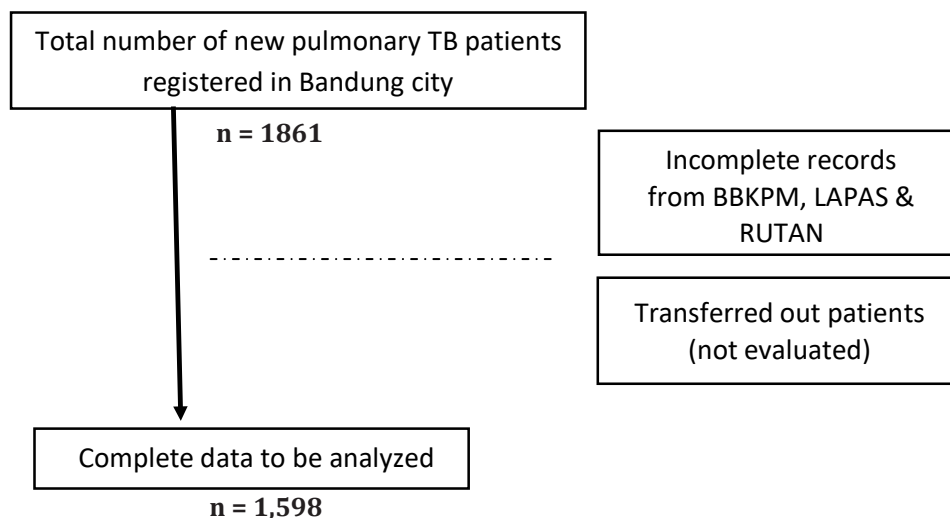 Total number of new pulmonary TB patients
registered in Bandung city
n = 1861
Incomplete records
from BBKPM, LAPAS &
RUTAN
Transferred out patients
(not evaluated)
Complete data to be analyzed
n = 1,598